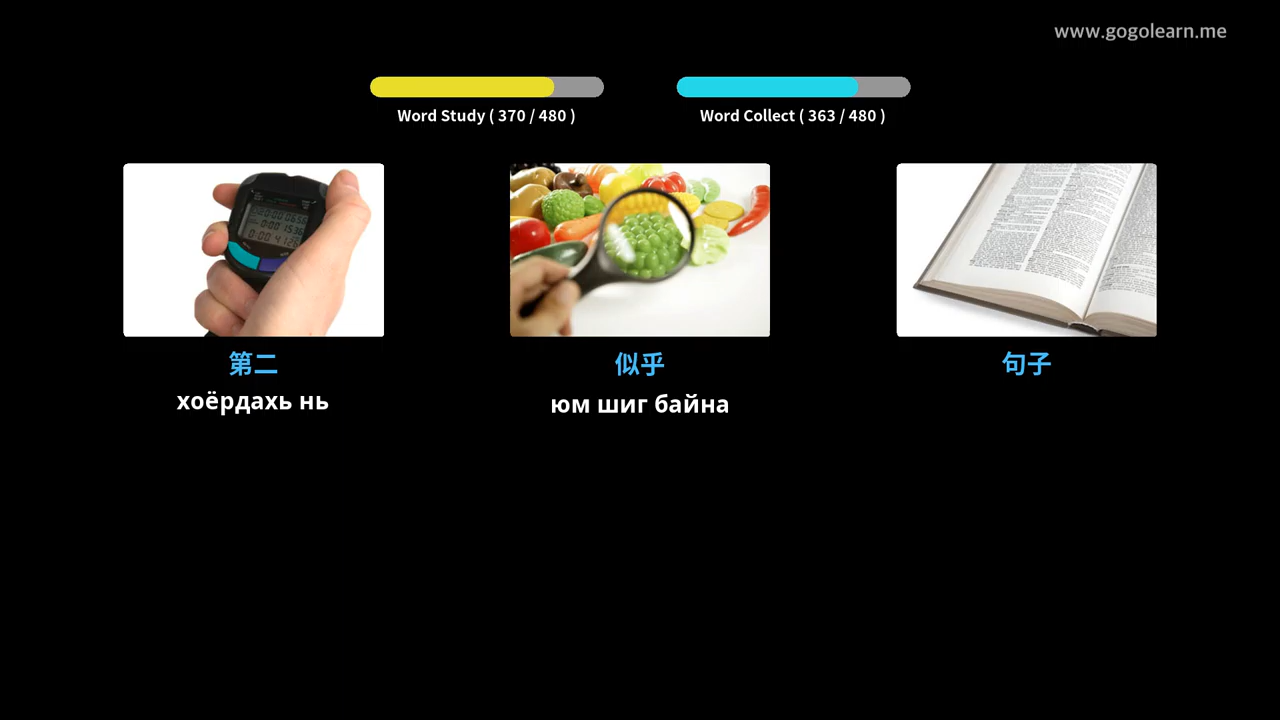 www.gogolearn.me
Word Study ( 370 / 480 )
Word Collect ( 363 / 480 )
第二
似乎
句子
хоёрдахь нь
юм шиг байна